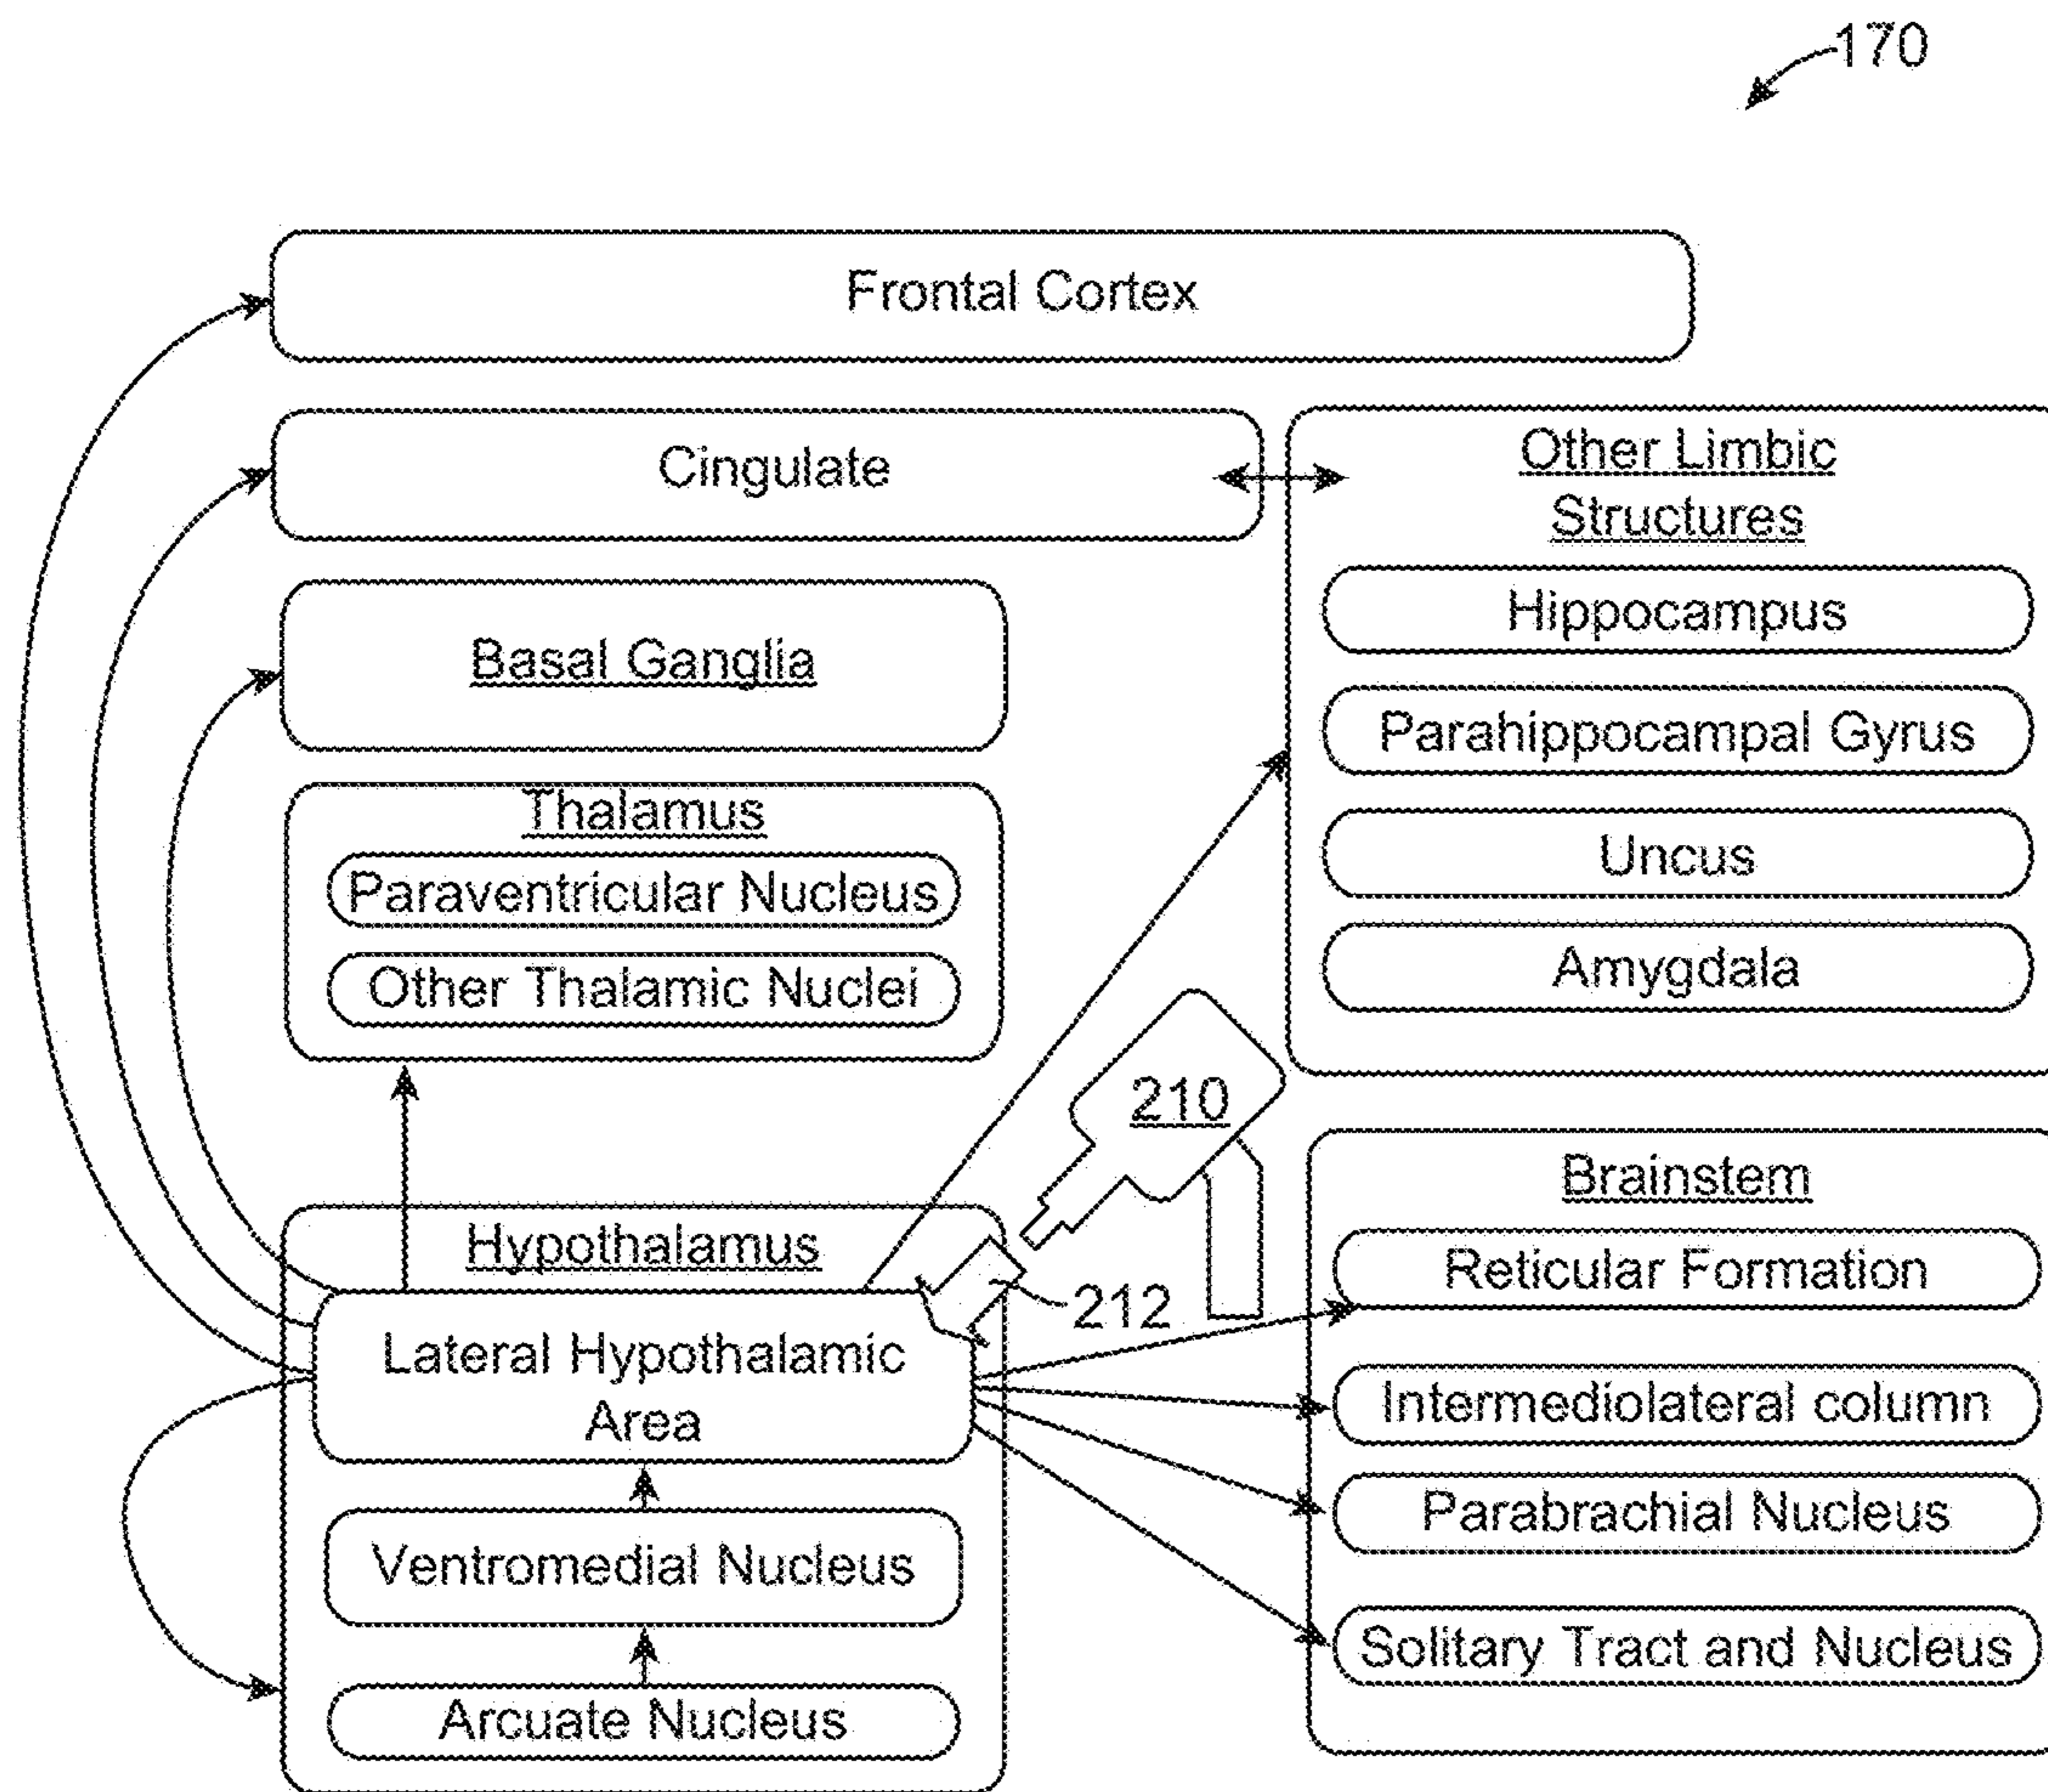 170
Frontal Cortex
Cingulate
Other Limbic
Structures
Hippocampus
Parahippocampal Gyrus
Uncus
Amygdala
Basal Ganglia
Thalamus
Paraventricular Nucleus
Other Thalamic Nuclei
210
212
Hypothalamus
Lateral Hypothalamic
Area
Ventromedial Nucleus
Arcuate Nucleus
Brainstem
Reticular Formation
Intermediolateral column
Parabrachial Nucleus
Solitary Tract and Nucleus